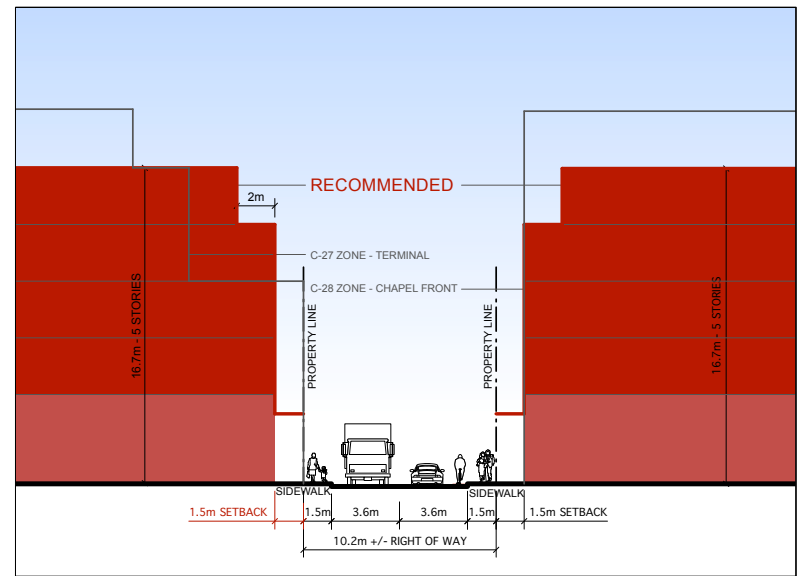 RECOMMENDED
2m
C-27 ZONE - TERMINAL
C-28 ZONE - CHAPEL FRONT
16.7m - 5 STORIES
PROPERTY LINE
PROPERTY LINE
16.7m - 5 STORIES
SIDEWALK
SIDEWALK
1.5m SETBACK
1.5m
3.6m
3.6m
1.5m
1.5m SETBACK
10.2m +/- RIGHT OF WAY